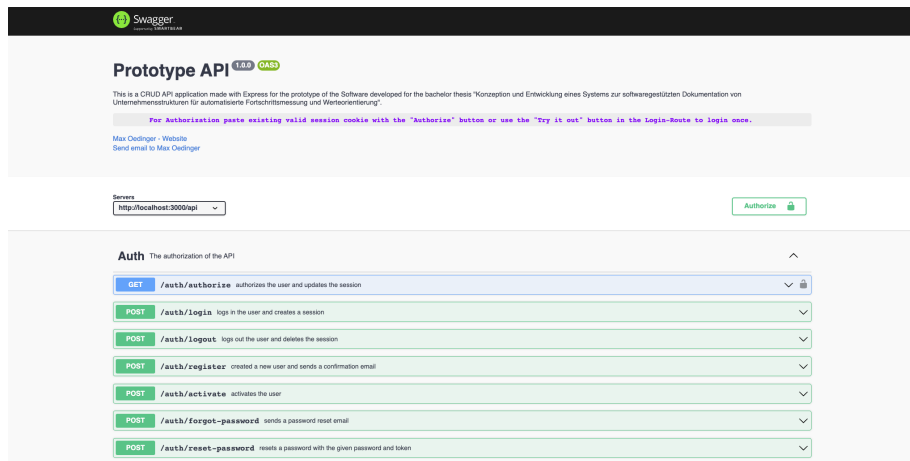 Swagger.
Supported by SMARTBEAR
Prototype API 1.0.0 OAS3
This is a CRUD API application made with Express for the prototype of the Software developed for the bachelor thesis "Konzeption und Entwicklung eines Systems zur softwaregestützten Dokumentation von
Unternehmensstrukturen für automatisierte Fortschrittsmessung und Werteorientierung".
For Authorization paste existing valid session cookie with the "Authorize" button or use the "Try it out" button in the Login-Route to login once.
Max Oedinger - Website
Send email to Max Oedinger
Servers
http://localhost:3000/api
Authorize
Auth The authorization of the API
GET /auth/authorize authorizes the user and updates the session
POST /auth/login logs in the user and creates a session
POST /auth/logout logs out the user and deletes the session
POST /auth/register created a new user and sends a confirmation email
POST /auth/activate activates the user
POST /auth/forgot-password sends a password reset email
POST /auth/reset-password resets a password with the given password and token